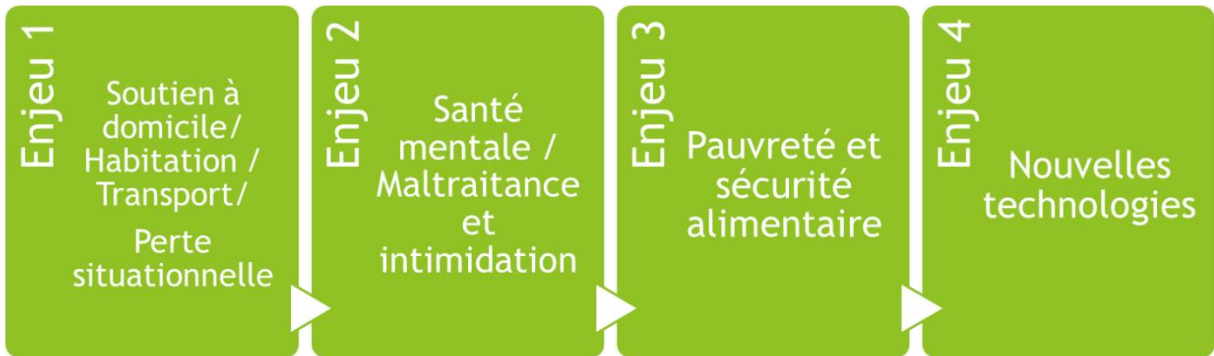 Enjeu 1
Soutien à
domicile/
Habitation /
Transport/
Perte
situationnelle
Enjeu 2
Santé
mentale /
Maltraitance
et
intimidation
Enjeu 3
Pauvreté et
sécurité
alimentaire
Enjeu 4
Nouvelles
technologies